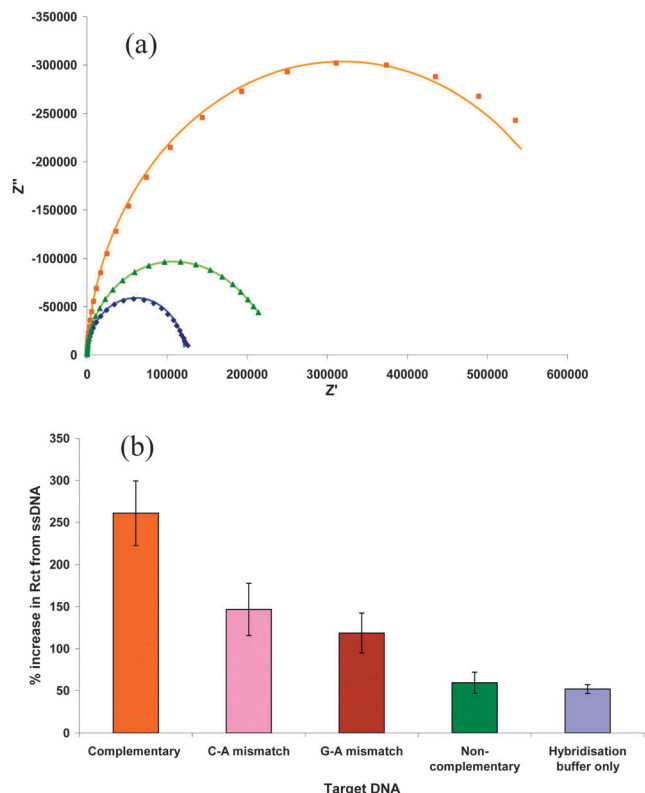 (a)
-350000
-300000
-250000
-200000
-150000
-100000
-50000
0
Z''
0 100000 200000 300000 400000 500000 600000
Z'
(b)
350
300
250
200
150
100
50
0
% increase in Rct from ssDNA
Complementary C-A mismatch G-A mismatch Non- Hybridisation
complementary buffer only
Target DNA